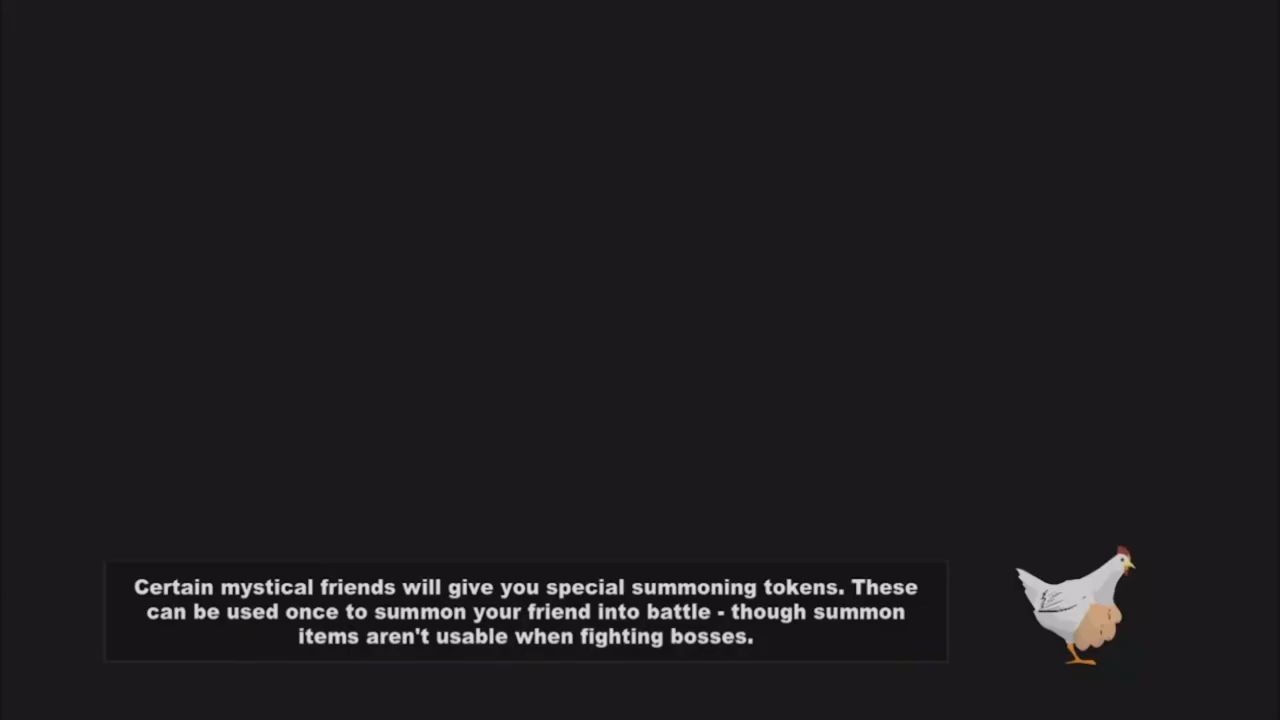 Certain mystical friends will give you special summoning tokens. These
can be used once to summon your friend into battle - though summon
items aren't usable when fighting bosses.